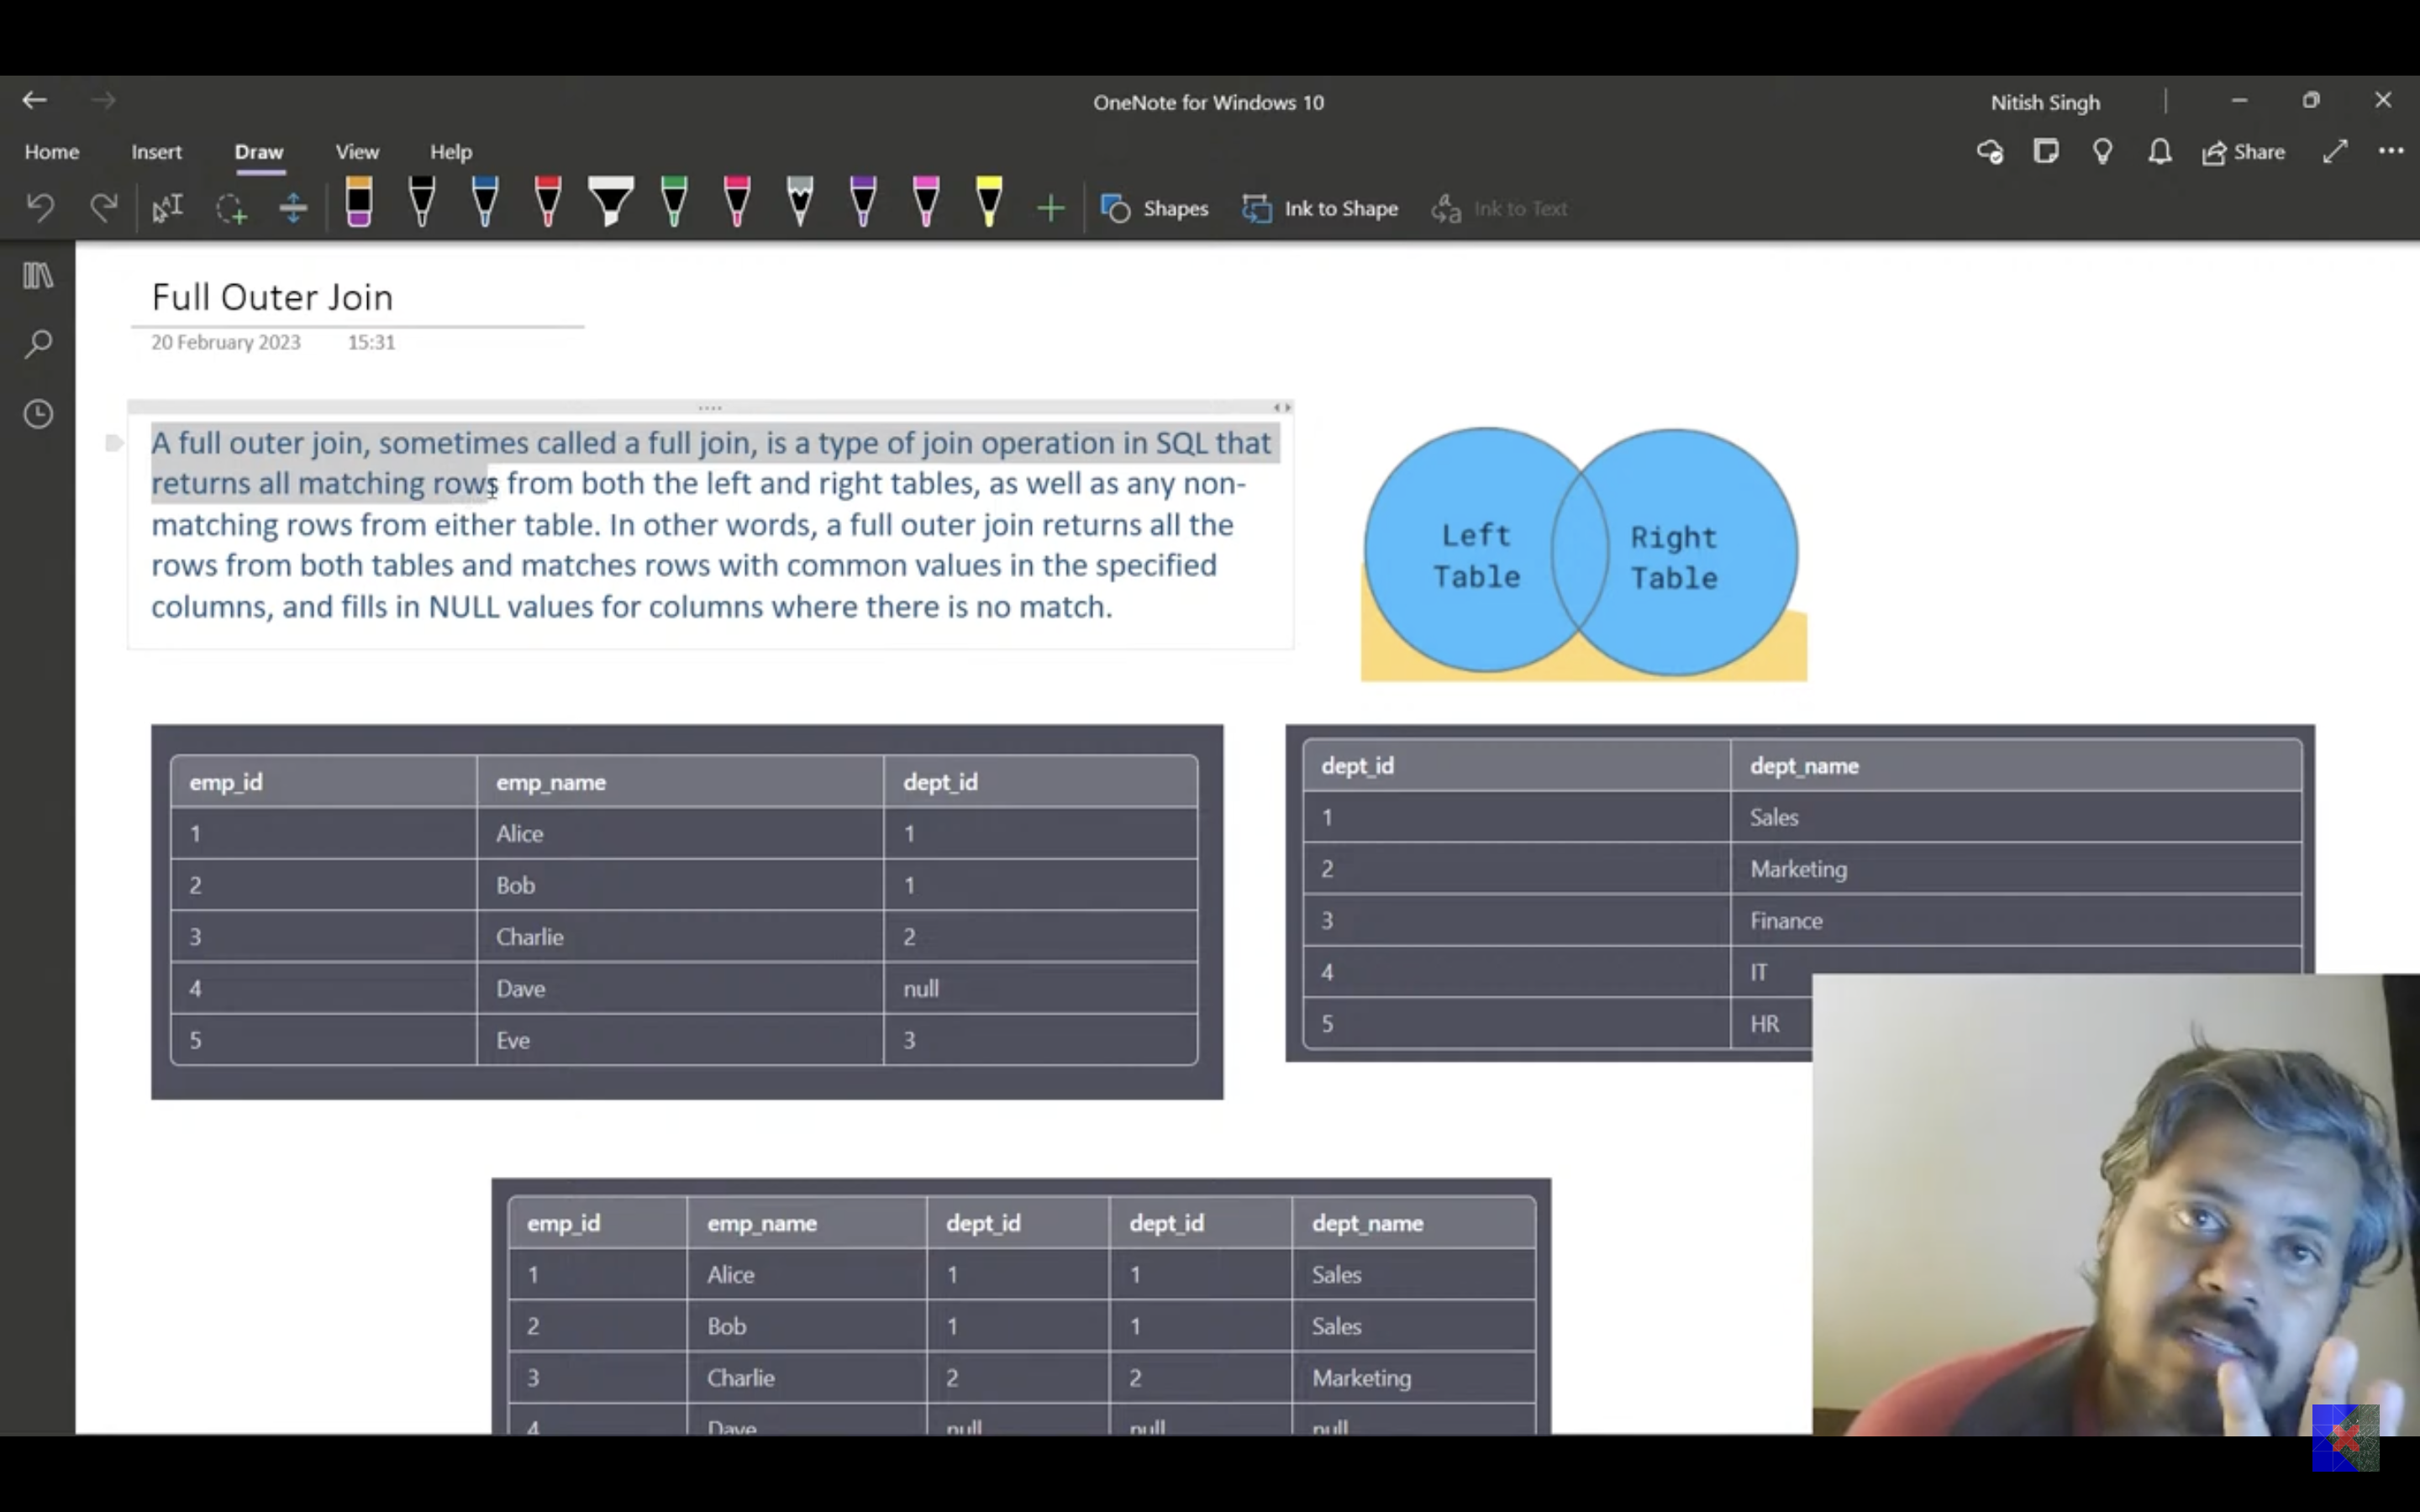 OneNote for Windows 10
Nitish Singh
Home Insert Draw View Help
Share
Shapes Ink to Shape Ink to Text
Full Outer Join
20 February 2023 15:31
A full outer join, sometimes called a full join, is a type of join operation in SQL that
returns all matching rows from both the left and right tables, as well as any non-
matching rows from either table. In other words, a full outer join returns all the
rows from both tables and matches rows with common values in the specified
columns, and fills in NULL values for columns where there is no match.
Left
Table
Right
Table
emp_id emp_name dept_id
1 Alice 1
2 Bob 1
3 Charlie 2
4 Dave null
5 Eve 3
dept_id dept_name
1 Sales
2 Marketing
3 Finance
4 IT
5 HR
emp_id emp_name dept_id dept_id dept_name
1 Alice 1 1 Sales
2 Bob 1 1 Sales
3 Charlie 2 2 Marketing
4 Dave null null null